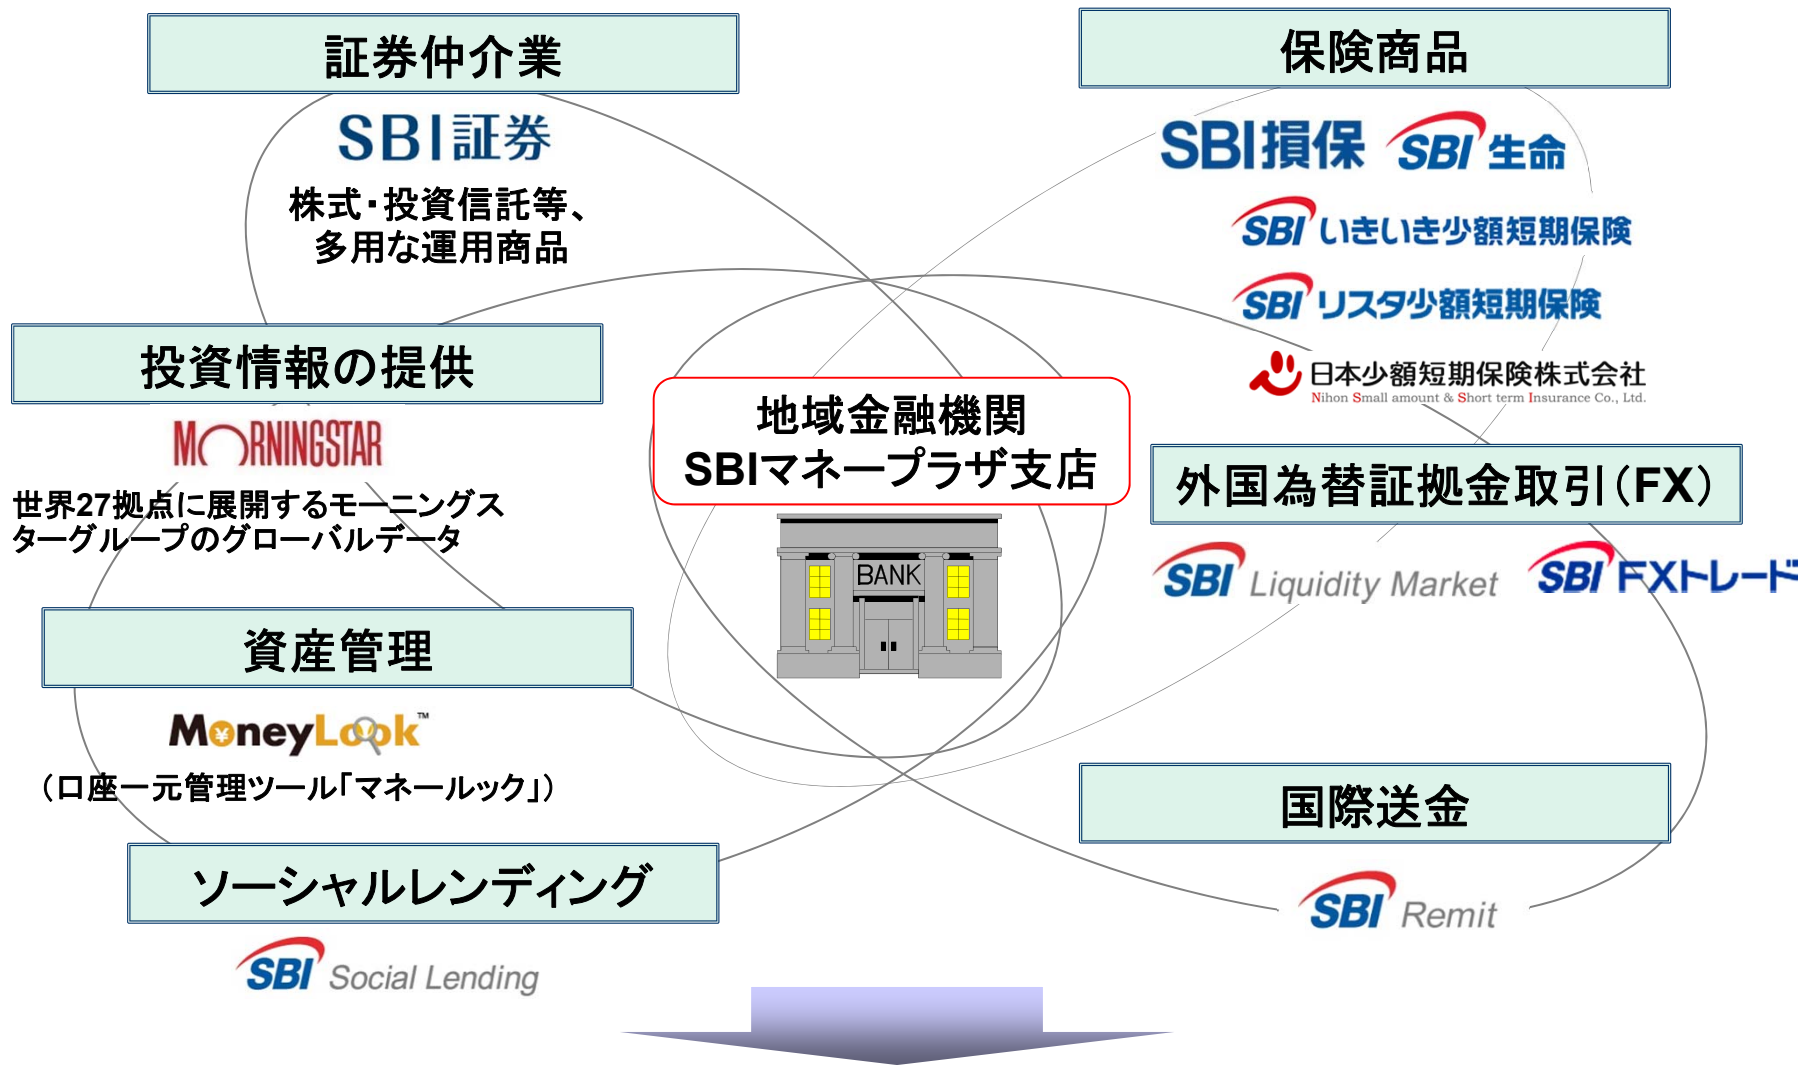 証券仲介業
SBI証券
株式・投資信託等、
多用な運用商品
投資情報の提供
MORNINGSTAR
世界27拠点に展開するモーニングス
ターグループのグローバルデータ
資産管理
MoneyLook™
（口座一元管理ツール「マネールック」）
ソーシャルレンディング
SBI Social Lending
地域金融機関
SBIマネープラザ支店
BANK
保険商品
SBI損保 SBI生命
SBIいきいき少額短期保険
SBIリスタ少額短期保険
日本少額短期保険株式会社
Nihon Small amount & Short term Insurance Co., Ltd.
外国為替証拠金取引（FX）
SBI Liquidity Market SBI FXトレード
国際送金
SBI Remit